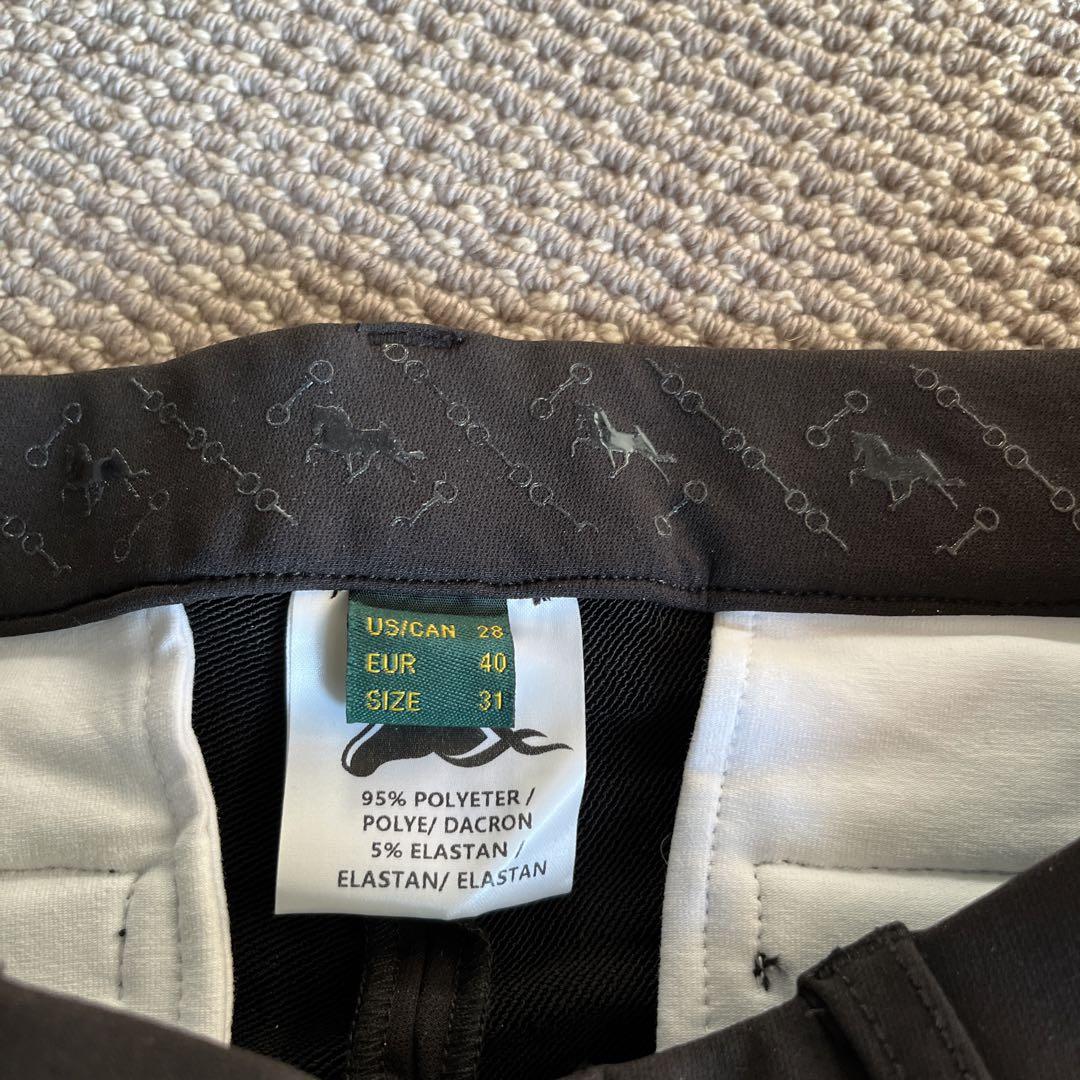 US/CAN 28
EUR 40
SIZE 31
95% POLYETER /
POLYE/ DACRON
5% ELASTAN /
ELASTAN/ ELASTAN